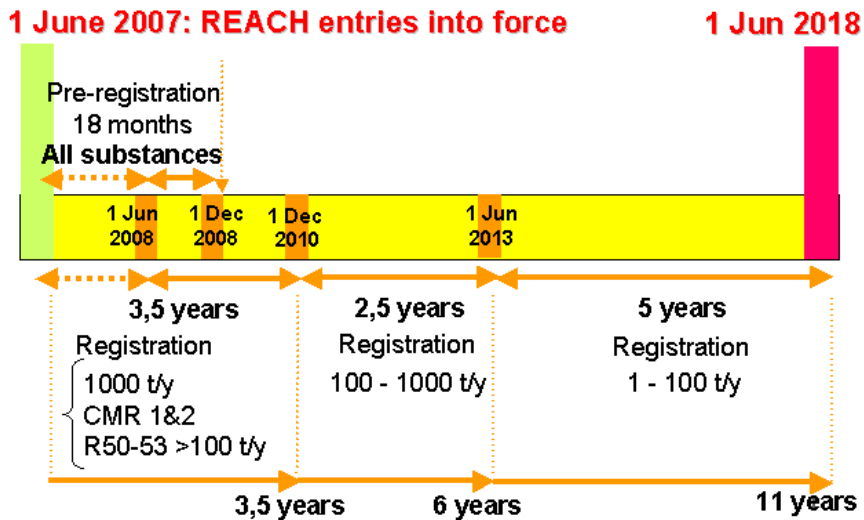 1 June 2007: REACH entries into force
1 Jun 2018
Pre-registration
18 months
All substances
1 Jun
2008
1 Dec
2008
1 Dec
2010
1 Jun
2013
3,5 years
2,5 years
5 years
Registration
1000 t/y
CMR 1&2
R50-53 >100 t/y
Registration
100 - 1000 t/y
Registration
1 - 100 t/y
3,5 years
6 years
11 years